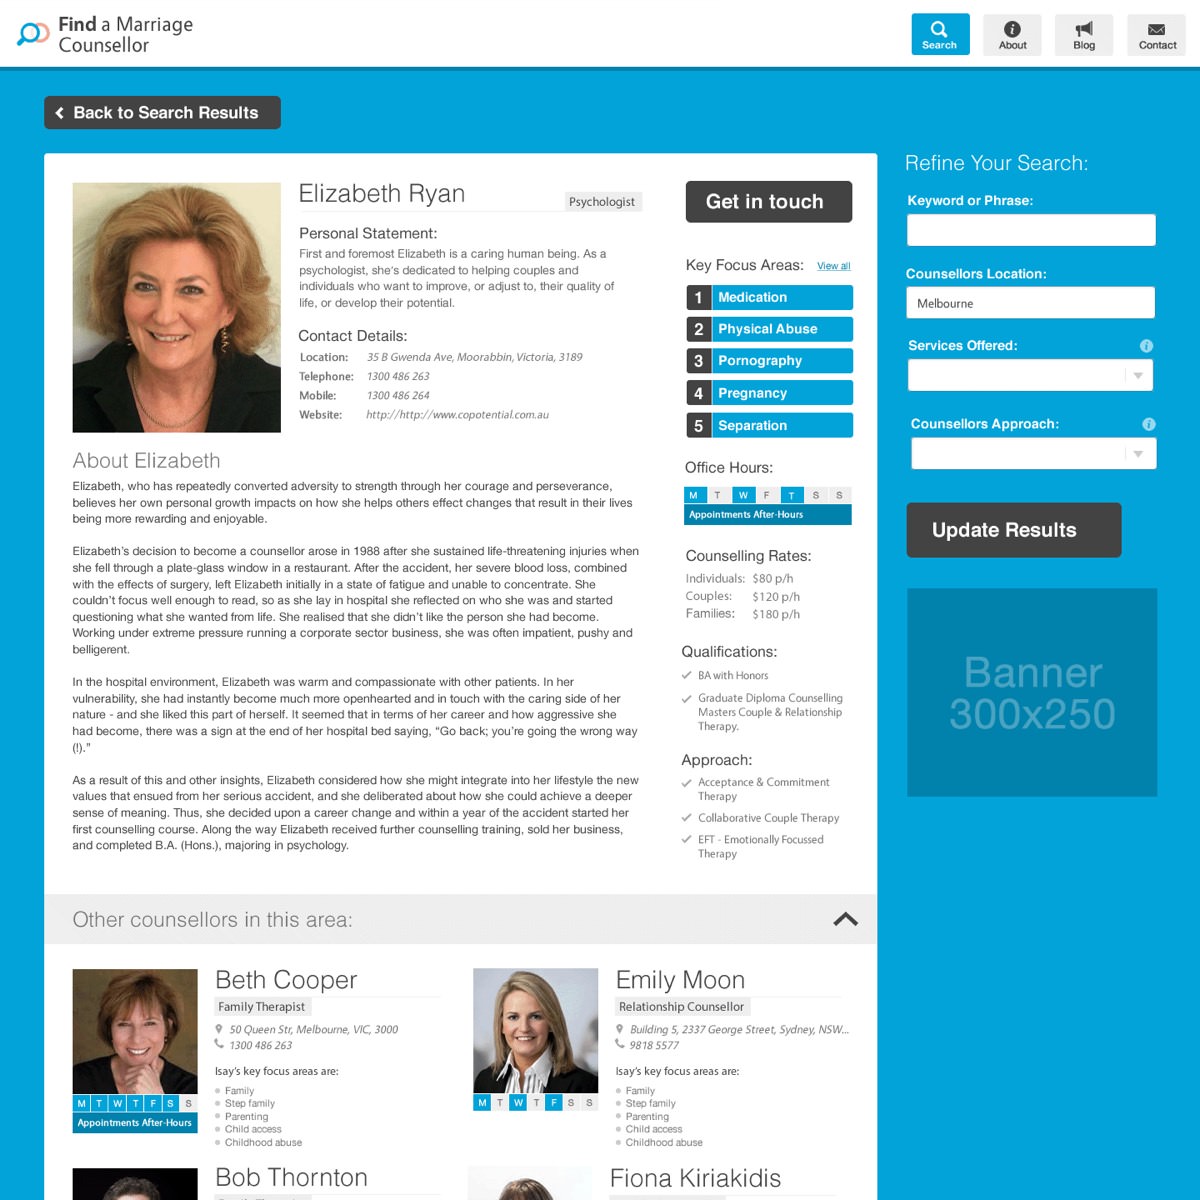 Find a Marriage
Counsellor
Search
About
Blog
Contact
Back to Search Results
Elizabeth Ryan
Psychologist
Personal Statement:
First and foremost Elizabeth is a caring human being. As a
psychologist, she's dedicated to helping couples and
individuals who want to improve, or adjust to, their quality of
life, or develop their potential.
Contact Details:
Location: 35 B Gwenda Ave, Moorabbin, Victoria, 3189
Telephone: 1300 486 263
Mobile: 1300 486 264
Website: http://http://www.copotential.com.au
About Elizabeth
Elizabeth, who has repeatedly converted adversity to strength through her courage and perseverance,
believes her own personal growth impacts on how she helps others effect changes that result in their lives
being more rewarding and enjoyable.
Elizabeth's decision to become a counsellor arose in 1988 after she sustained life-threatening injuries when
she fell through a plate-glass window in a restaurant. After the accident, her severe blood loss, combined
with the effects of surgery, left Elizabeth initially in a state of fatigue and unable to concentrate. She
couldn't focus well enough to read, so as she lay in hospital she reflected on who she was and started
questioning what she wanted from life. She realised that she didn't like the person she had become.
Working under extreme pressure running a corporate sector business, she was often impatient, pushy and
belligerent.
In the hospital environment, Elizabeth was warm and compassionate with other patients. In her
vulnerability, she had instantly become much more openhearted and in touch with the caring side of her
nature - and she liked this part of herself. It seemed that in terms of her career and how aggressive she
had become, there was a sign at the end of her hospital bed saying, “Go back; you're going the wrong way
(!).”
As a result of this and other insights, Elizabeth considered how she might integrate into her lifestyle the new
values that ensued from her serious accident, and she deliberated about how she could achieve a deeper
sense of meaning. Thus, she decided upon a career change and within a year of the accident started her
first counselling course. Along the way Elizabeth received further counselling training, sold her business,
and completed B.A. (Hons.), majoring in psychology.
Get in touch
Key Focus Areas: View all
1 Medication
2 Physical Abuse
3 Pornography
4 Pregnancy
5 Separation
Office Hours:
M T W F T S S
Appointments After-Hours
Counselling Rates:
Individuals: $80 p/h
Couples: $120 p/h
Families: $180 p/h
Qualifications:
BA with Honors
Graduate Diploma Counselling
Masters Couple & Relationship
Therapy.
Approach:
Acceptance & Commitment
Therapy
Collaborative Couple Therapy
EFT - Emotionally Focussed
Therapy
Refine Your Search:
Keyword or Phrase:
Counsellors Location:
Melbourne
Services Offered:
Counsellors Approach:
Update Results
Banner
300x250
Other counsellors in this area:
Beth Cooper
Family Therapist
50 Queen Str, Melbourne, VIC, 3000
1300 486 263
Isay's key focus areas are:
Family
Step family
Parenting
Child access
Childhood abuse
M T W T F S S
Appointments After-Hours
Emily Moon
Relationship Counsellor
Building 5, 2337 George Street, Sydney, NSW...
9818 5577
Isay's key focus areas are:
Family
Step family
Parenting
Child access
Childhood abuse
M T W T F S S
Bob Thornton
Fiona Kiriakidis